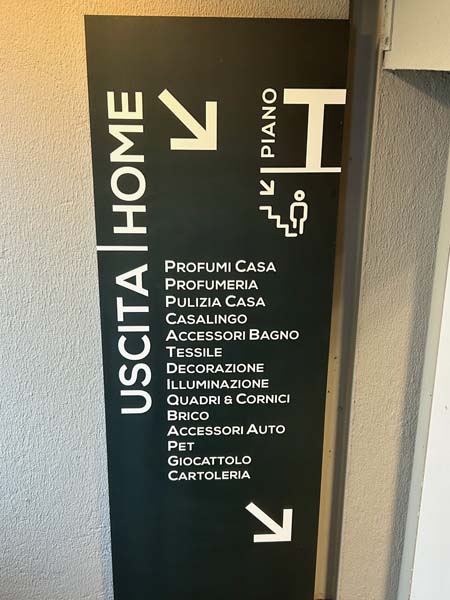 USCITA | HOME
PIANO
H
PROFUMI CASA
PROFUMERIA
PULIZIA CASA
CASALINGO
ACCESSORI BAGNO
TESSILE
DECORAZIONE
ILLUMINAZIONE
QUADRI & CORNICI
BRICO
ACCESSORI AUTO
PET
GIOCATTOLO
CARTOLERIA